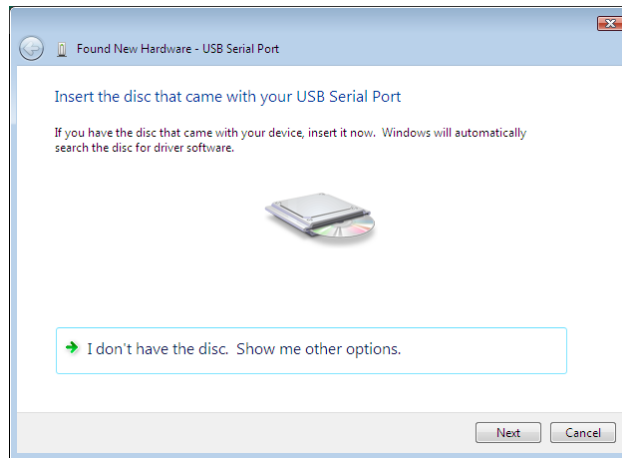 Found New Hardware - USB Serial Port
Insert the disc that came with your USB Serial Port
If you have the disc that came with your device, insert it now.  Windows will automatically
search the disc for driver software.
I don't have the disc.  Show me other options.
Next Cancel